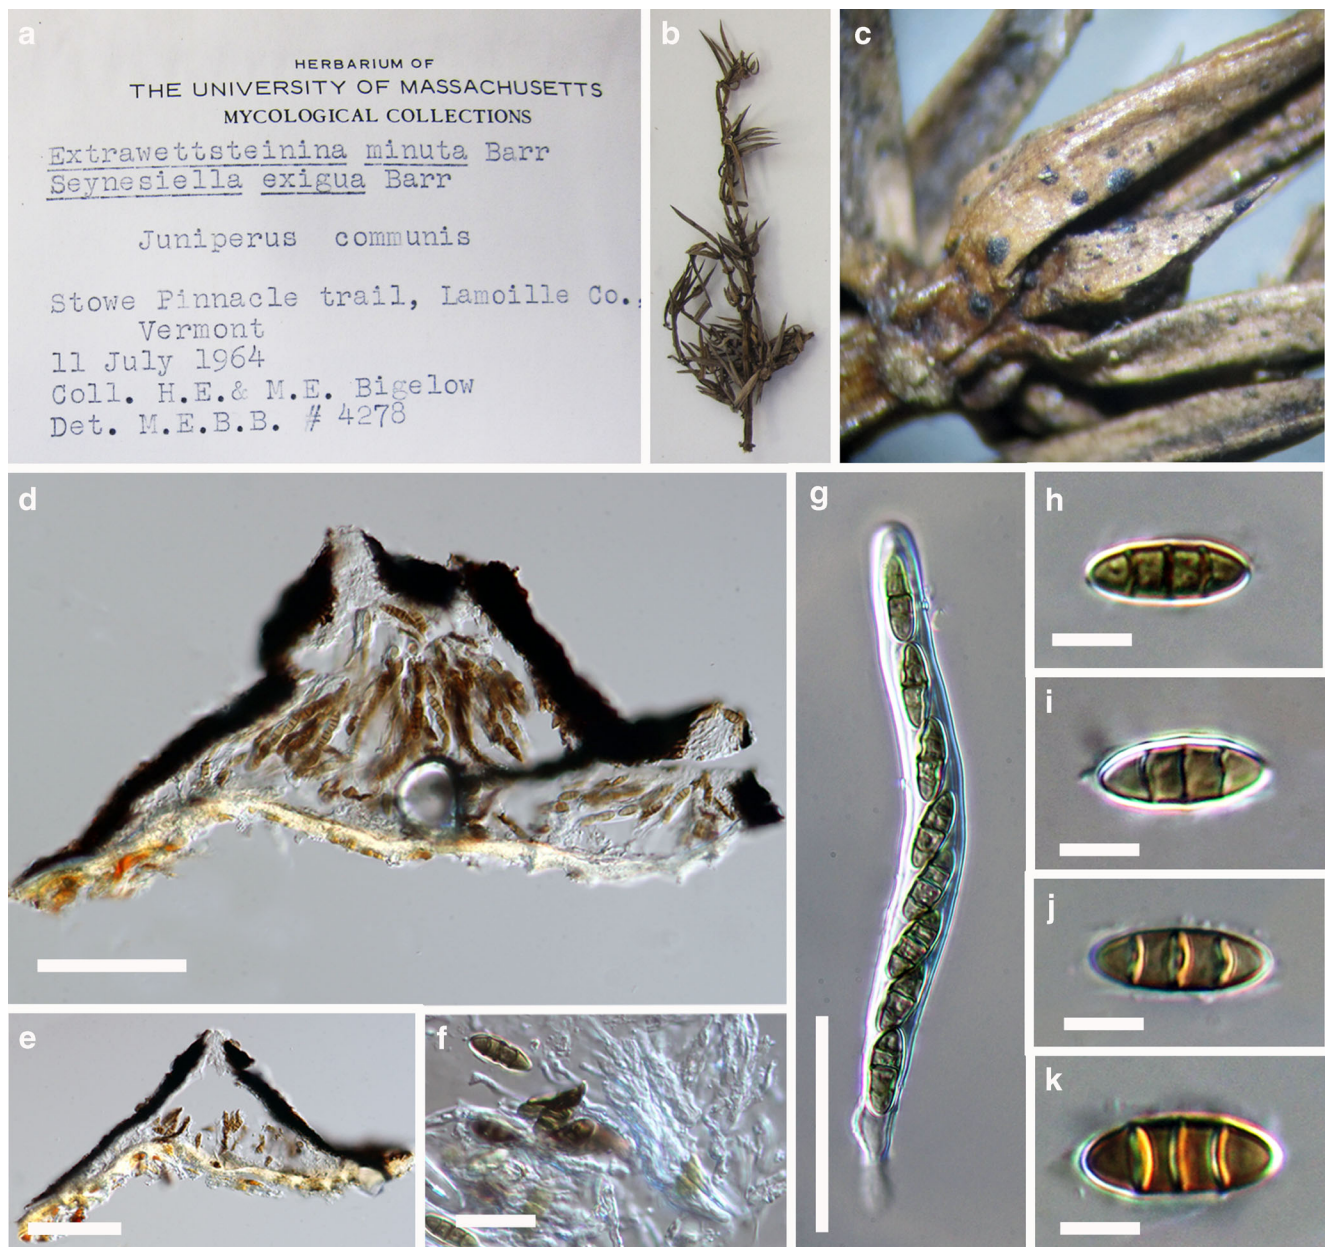 a
HERBARIUM OF
THE UNIVERSITY OF MASSACHUSETTS
MYCOLOGICAL COLLECTIONS
Extrawettsteinina minuta Barr
Seynesiella exigua Barr
Juniperus communis
Stowe Pinnacle trail, Lamoille Co.,
Vermont
11 July 1964
Coll. H.E.& M.E. Bigelow
Det. M.E.B.B. # 4278
b
c
d
e
f
g
h
i
j
k